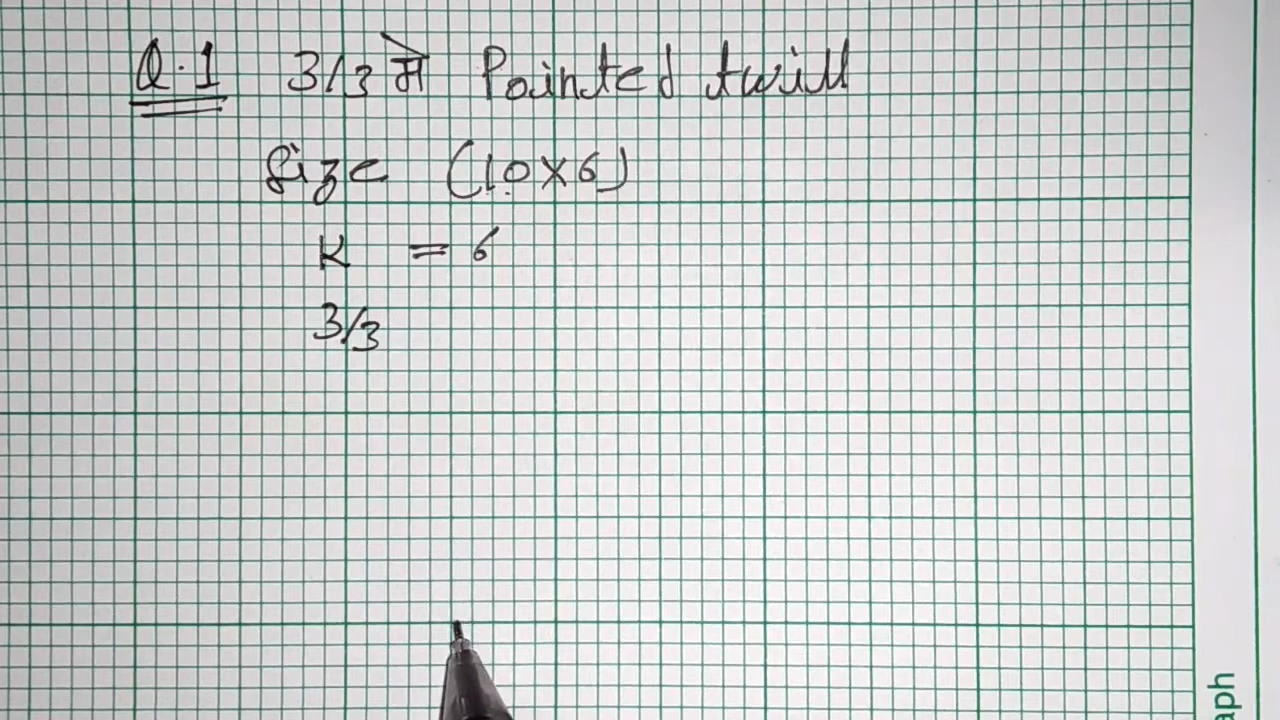 Q.1 3/3 में Pointed twill
Size (10×6)
K = 6
3/3
aph